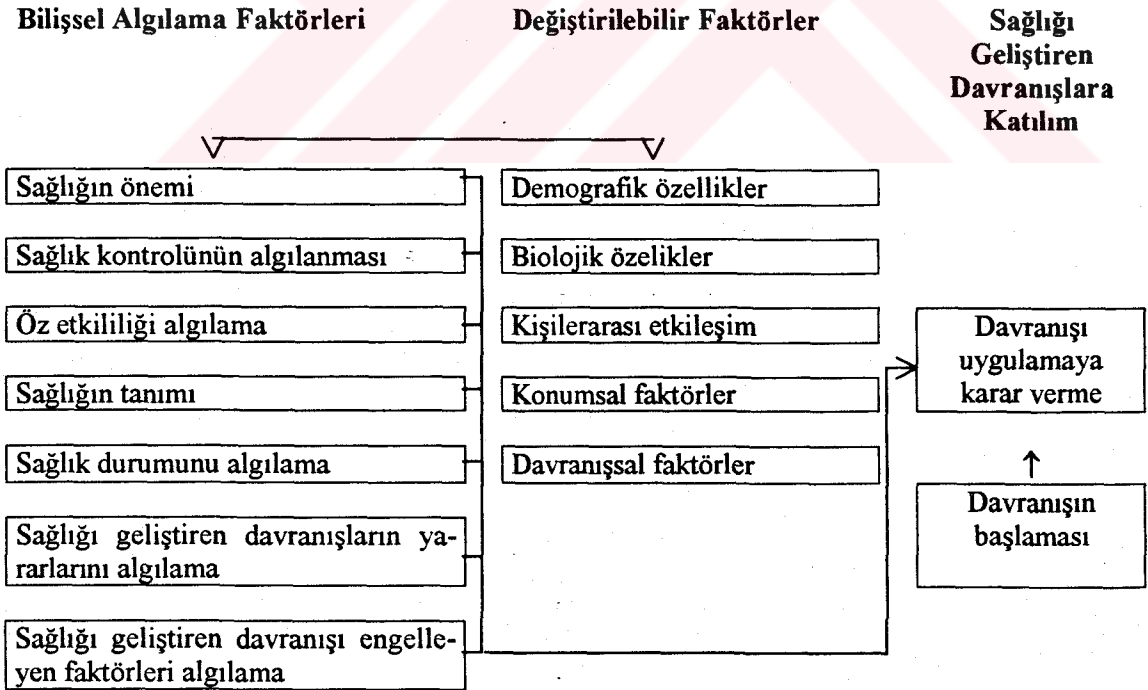 Bilişsel Algılama Faktörleri
Değiştirilebilir Faktörler
Sağlığı
Geliştiren
Davranışlara
Katılım
Sağlığın önemi
Sağlık kontrolünün algılanması
Öz etkililiği algılama
Sağlığın tanımı
Sağlık durumunu algılama
Sağlığı geliştiren davranışların ya-
rarlarını algılama
Sağlığı geliştiren davranışı engelle-
yen faktörleri algılama
Demografik özellikler
Biolojik özelikler
Kişilerarası etkileşim
Konumsal faktörler
Davranışsal faktörler
Davranışı
uygulamaya
karar verme
Davranışın
başlaması